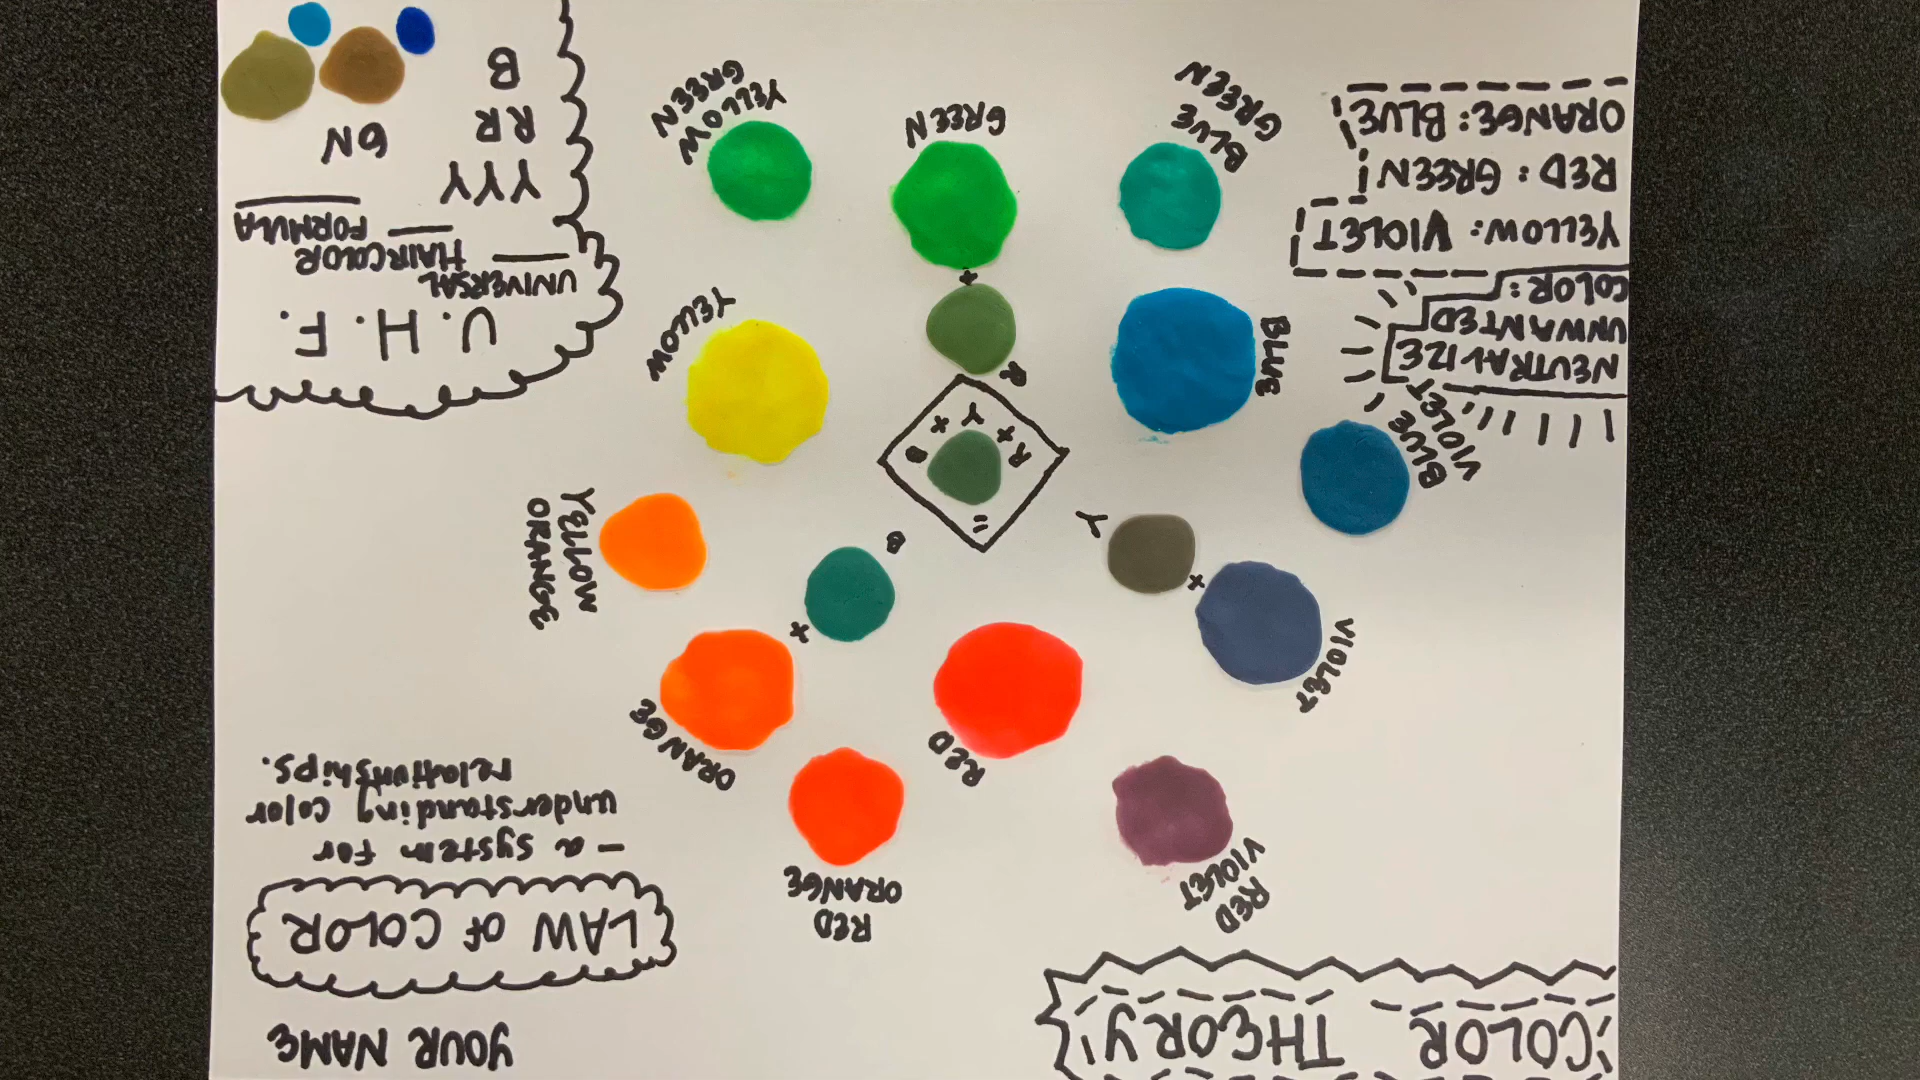 COLOR THEORY
YOUR NAME
LAW OF COLOR
- a system for
understanding color
relationships.
RED
VIOLET
RED
ORANGE
RED
ORANGE
VIOLET
YELLOW
ORANGE
+
B
+
Y
=
B + Y + R
BLUE
VIOLET
YELLOW
BLUE
R
+
GREEN
YELLOW
GREEN
BLUE
GREEN
NEUTRALIZE
UNWANTED
COLOR:
YELLOW: VIOLET
RED: GREEN
ORANGE: BLUE
U.H.F.
UNIVERSAL
HAIRCOLOR
FORMULA
YYY
RR
B
6N